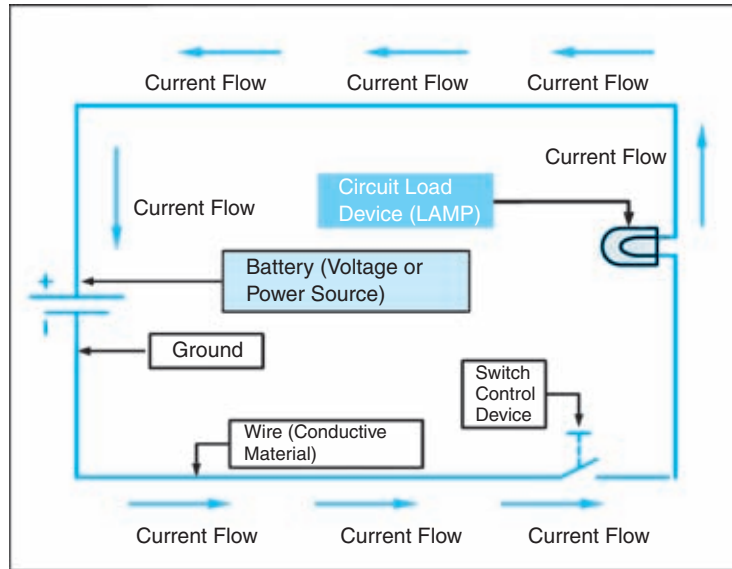 Current Flow Current Flow Current Flow
Current Flow
Circuit Load
Device (LAMP)
Current Flow
Battery (Voltage or
Power Source)
+
-
Ground
Switch
Control
Device
Wire (Conductive
Material)
Current Flow Current Flow Current Flow